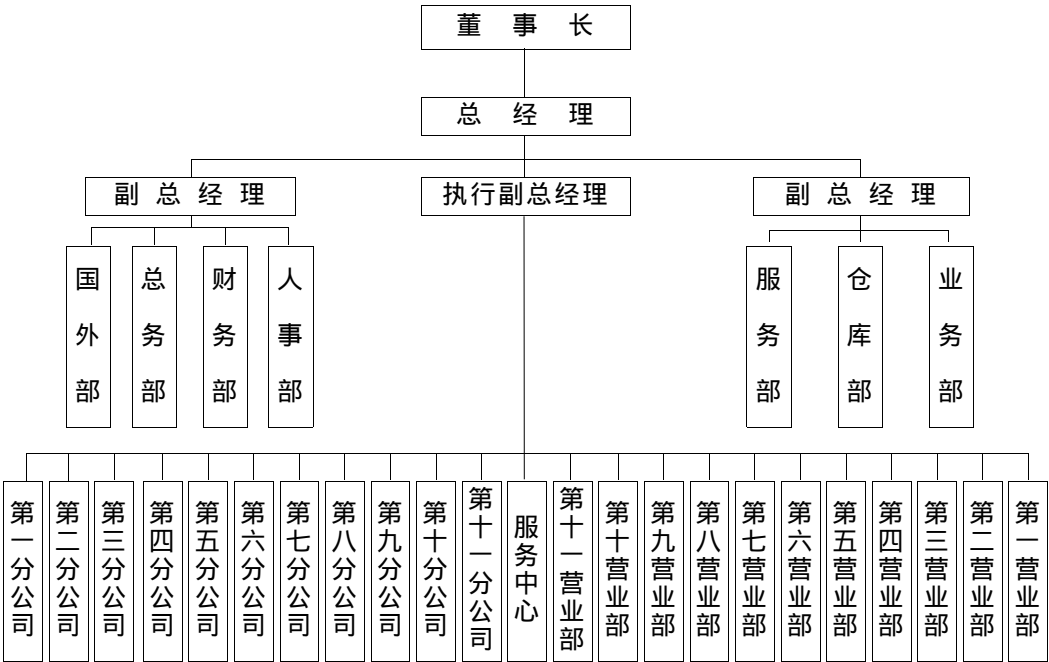 董事长
总经理
副总经理
执行副总经理
副总经理
国外部
总务部
财务部
人事部
服务部
仓库部
业务部
第一分公司
第二分公司
第三分公司
第四分公司
第五分公司
第六分公司
第七分公司
第八分公司
第九分公司
第十分公司
第十一分公司
服务中心
第十一营业部
第十营业部
第九营业部
第八营业部
第七营业部
第六营业部
第五营业部
第四营业部
第三营业部
第二营业部
第一营业部